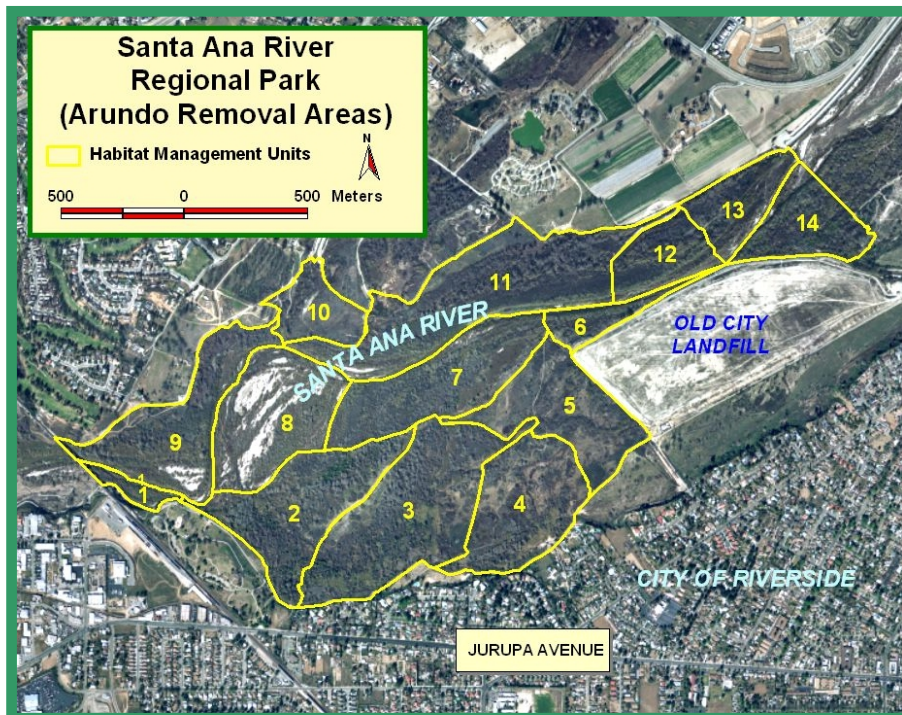 Santa Ana River
Regional Park
(Arundo Removal Areas)
Habitat Management Units
N
500 0 500 Meters
13
14
12
11
10
SANTA ANA RIVER
6
OLD CITY
LANDFILL
7
5
8
9
1
1
2
3
4
CITY OF RIVERSIDE
JURUPA AVENUE